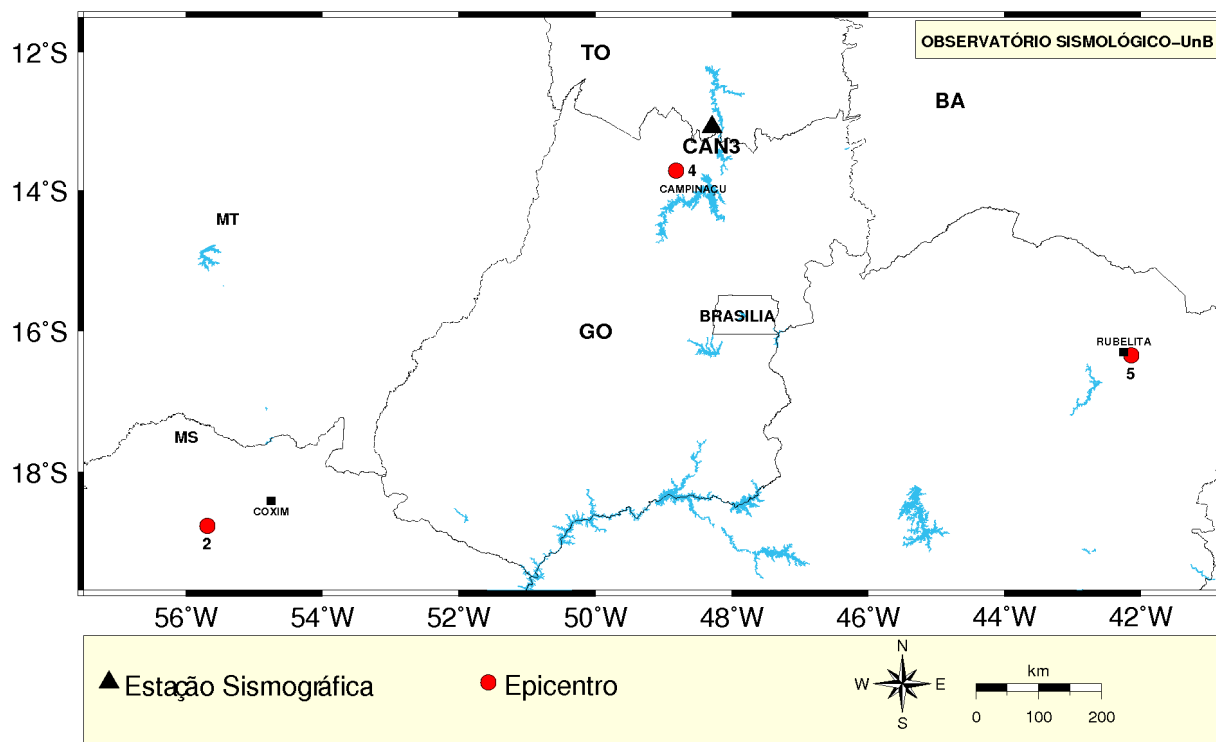 OBSERVATÓRIO SISMOLÓGICO-UnB
12°S
TO
BA
CAN3
4
CAMPINAÇU
14°S
MT
BRASILIA
16°S
GO
RUBELITA
5
MS
18°S
COXIM
2
56°W
54°W
52°W
50°W
48°W
46°W
44°W
42°W
Estação Sismográfica
Epicentro
N
W
E
S
km
0
100
200